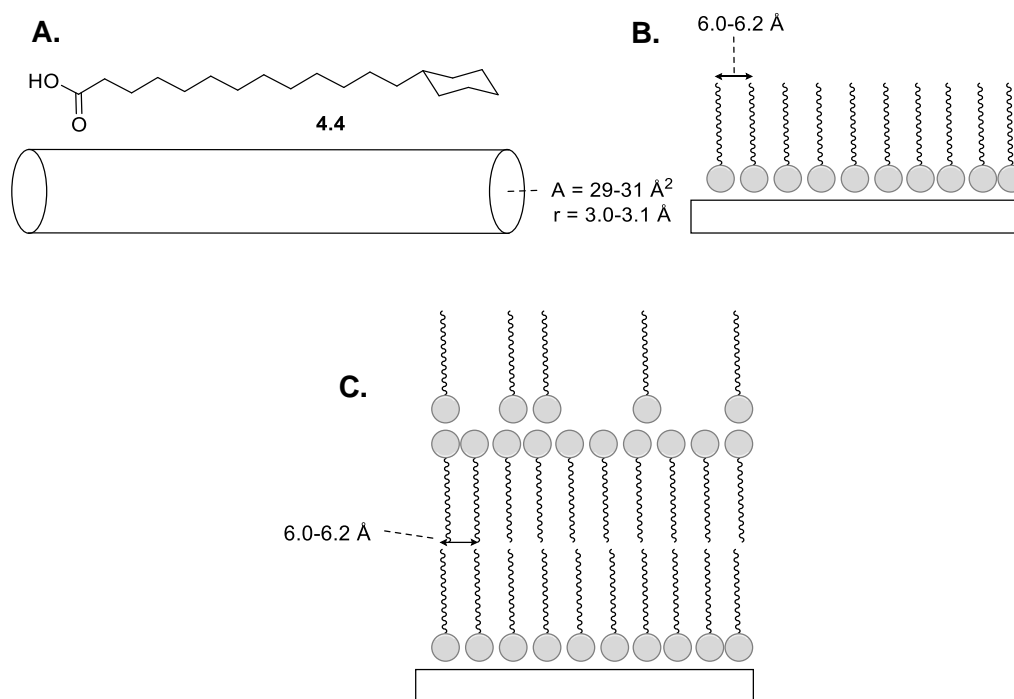 A.
HO
O
4.4
A = 29-31 Å²
r = 3.0-3.1 Å
B.
6.0-6.2 Å
C.
6.0-6.2 Å